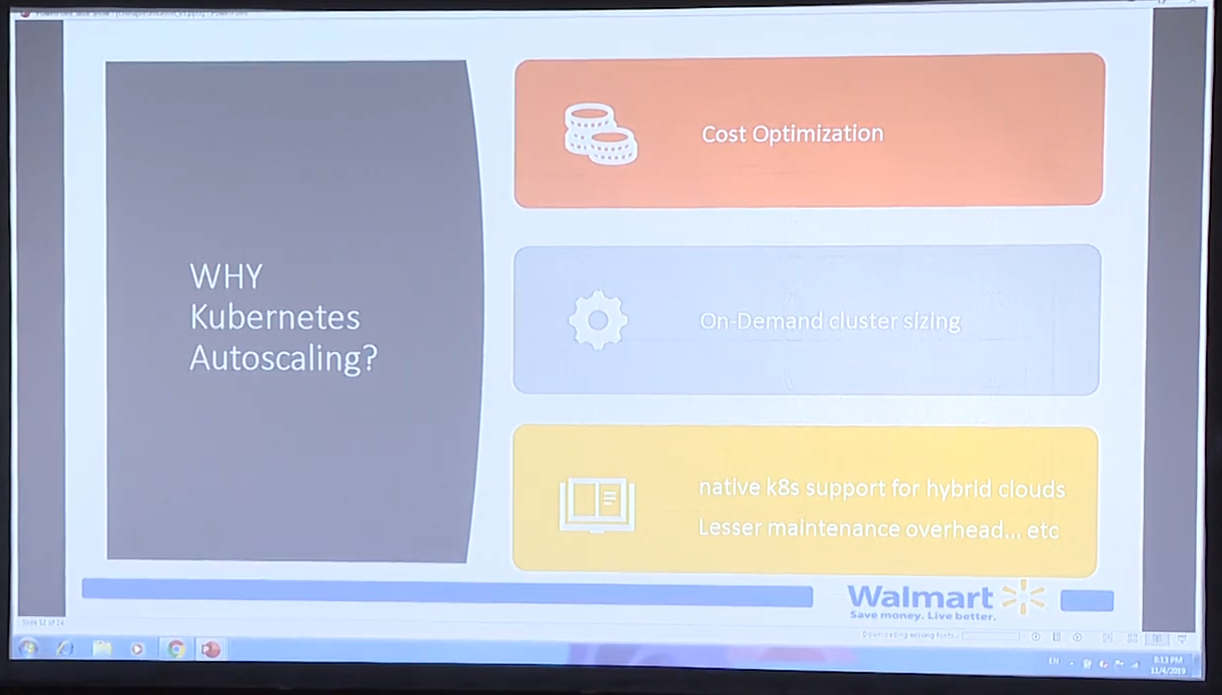 WHY
Kubernetes
Autoscaling?
Cost Optimization
On-Demand cluster sizing
native k8s support for hybrid clouds
Lesser maintenance overhead... etc
Walmart
Save money. Live better.
Slide 12 of 24
Downloading missing fonts...
EN
8:13 PM
11/4/2019